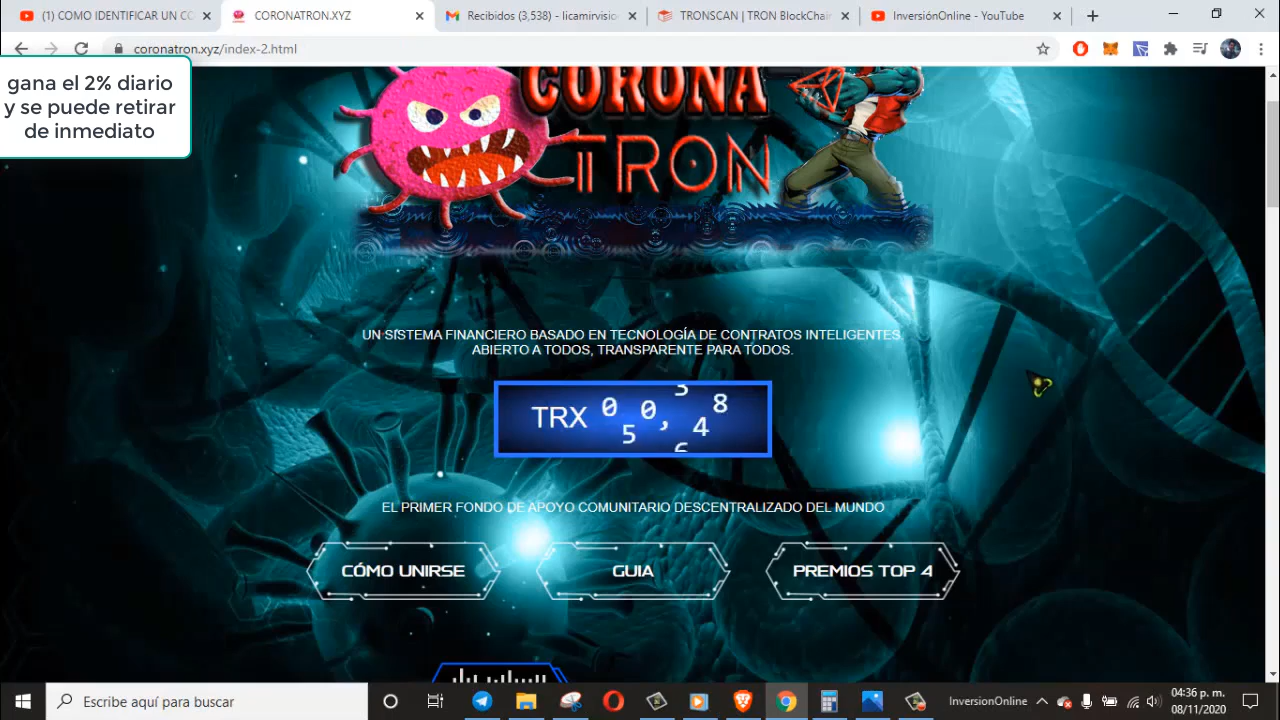 (1) COMO IDENTIFICAR UN CO
CORONATRON.XYZ
Recibidos (3,538) - licamirvision
TRONSCAN | TRON BlockChain
InversiónOnline - YouTube
coronatron.xyz/index-2.html
gana el 2% diario
y se puede retirar
de inmediato
CORONA
TRON
UN SISTEMA FINANCIERO BASADO EN TECNOLOGÍA DE CONTRATOS INTELIGENTES
ABIERTO A TODOS, TRANSPARENTE PARA TODOS.
TRX
EL PRIMER FONDO DE APOYO COMUNITARIO DESCENTRALIZADO DEL MUNDO
CÓMO UNIRSE
GUIA
PREMIOS TOP 4
Escribe aquí para buscar
InversionOnline
04:36 p. m.
08/11/2020